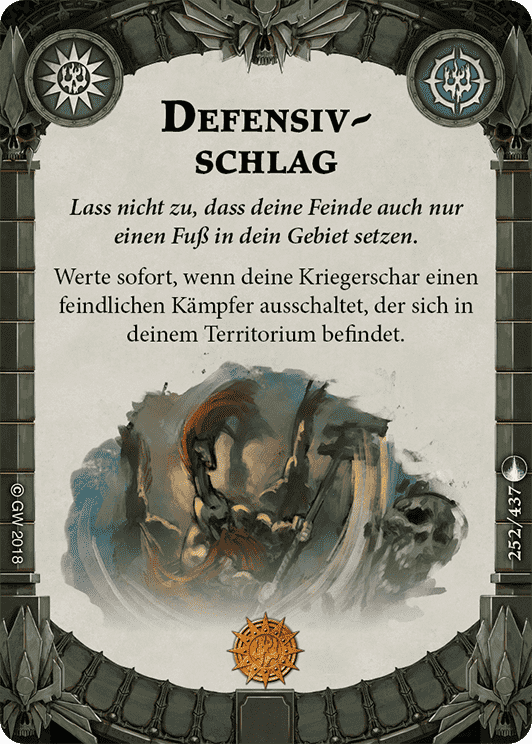 DEFENSIV-
SCHLAG
Lass nicht zu, dass deine Feinde auch nur
einen Fuß in dein Gebiet setzen.
Werte sofort, wenn deine Kriegerschar einen
feindlichen Kämpfer ausschaltet, der sich in
deinem Territorium befindet.
©GW 2018
252/437